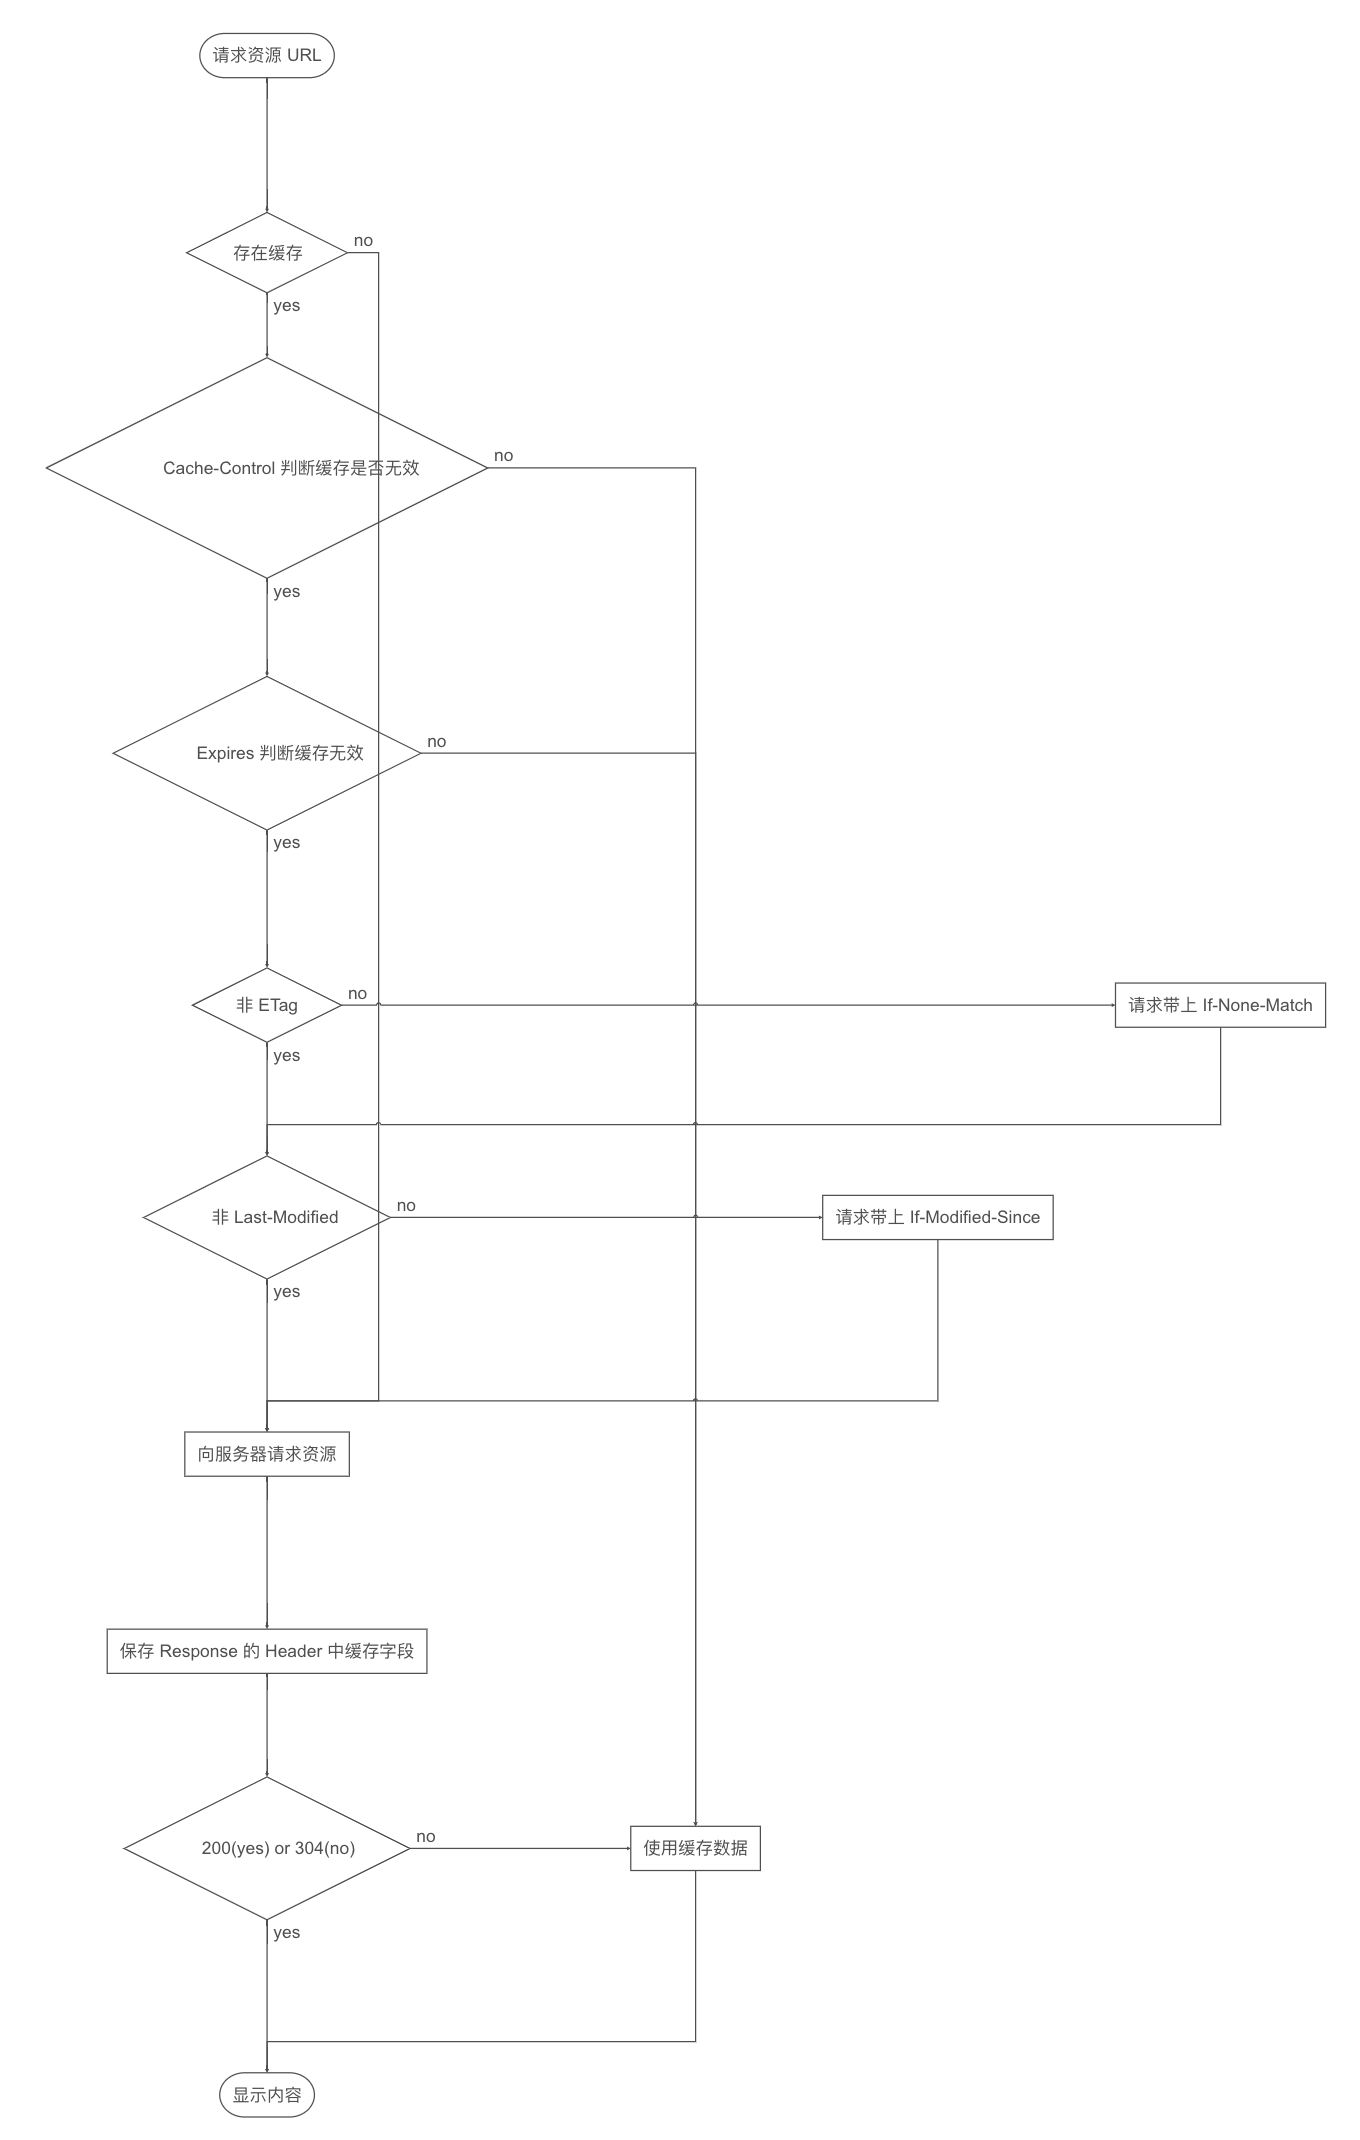 请求资源 URL
存在缓存
no
yes
Cache-Control 判断缓存是否无效
no
yes
Expires 判断缓存无效
no
yes
非 ETag
no
请求带上 If-None-Match
yes
非 Last-Modified
no
请求带上 If-Modified-Since
yes
向服务器请求资源
保存 Response 的 Header 中缓存字段
200(yes) or 304(no)
no
使用缓存数据
yes
显示内容